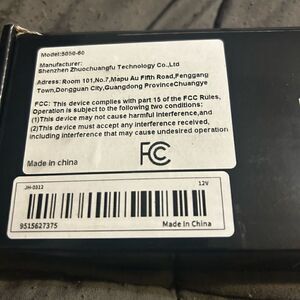 Model:5050-60
Manufacturer:
Shenzhen Zhuochuangfu Technology Co.,Ltd
Adress: Room 101,No.7,Mapu Au Fifth Road,Fenggang
Town,Dongguan City,Guangdong ProvinceChuangye
FCC: This device complies with part 15 of the FCC Rules,
Operation is subject to the following two conditions:
(1)This device may not cause harmful interference,and
(2)This device must accept any interference received,
including interference that may cause undesired operation
FC
JH-0312
12V
9515627375
Made in China
Made In China